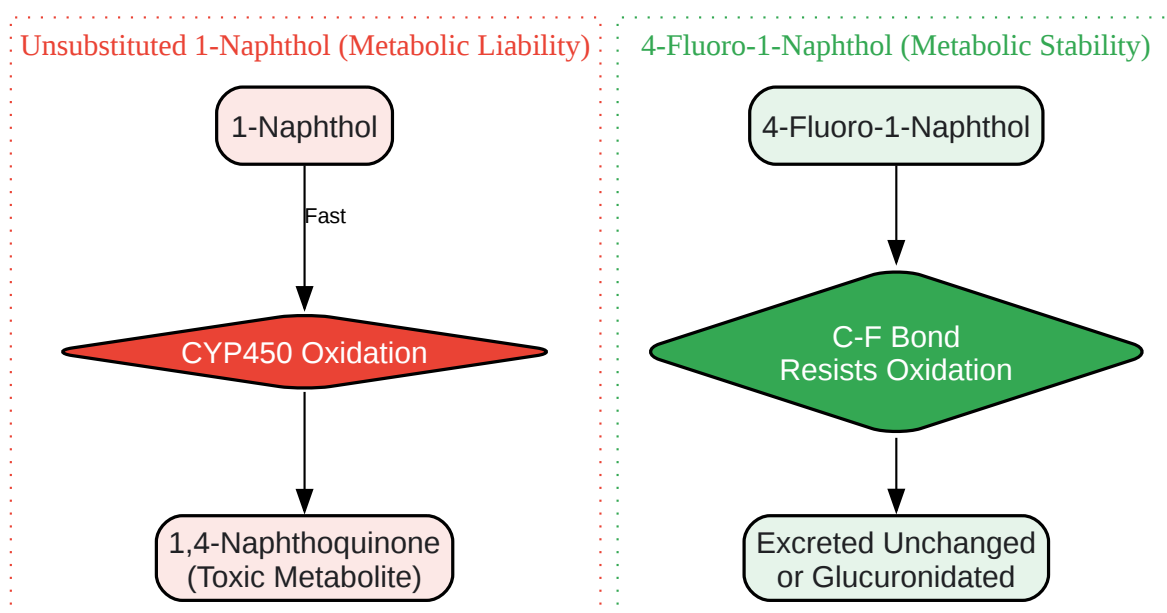 Unsubstituted 1-Naphthol (Metabolic Liability)
1-Naphthol
Fast
CYP450 Oxidation
1,4-Naphthoquinone
(Toxic Metabolite)
4-Fluoro-1-Naphthol (Metabolic Stability)
4-Fluoro-1-Naphthol
C-F Bond
Resists Oxidation
Excreted Unchanged
or Glucuronidated